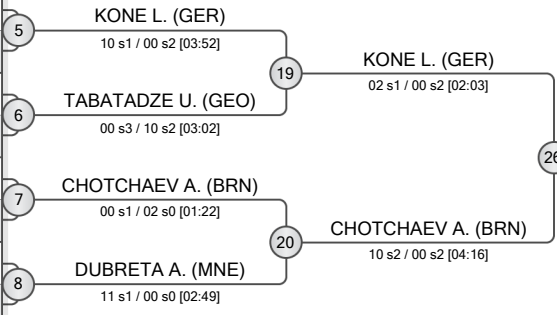 KONE L. (GER)
5
10 s1 / 00 s2 [03:52]
19
KONE L. (GER)
02 s1 / 00 s2 [02:03]
TABATADZE U. (GEO)
6
00 s3 / 10 s2 [03:02]
26
CHOTCHAEV A. (BRN)
7
00 s1 / 02 s0 [01:22]
20
CHOTCHAEV A. (BRN)
10 s2 / 00 s2 [04:16]
DUBRETA A. (MNE)
8
11 s1 / 00 s0 [02:49]